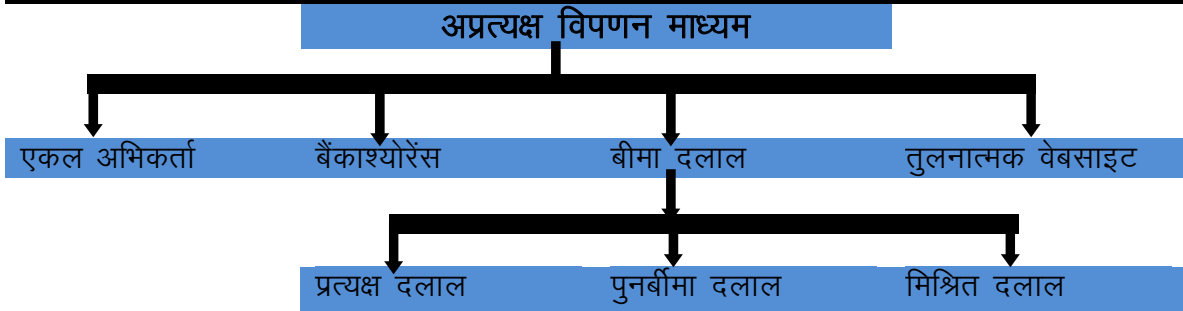 अप्रत्यक्ष विपणन माध्यम
एकल अभिकर्ता बैंकाश्योरेंस बीमा दलाल तुलनात्मक वेबसाइट
प्रत्यक्ष दलाल पुनर्बीमा दलाल मिश्रित दलाल